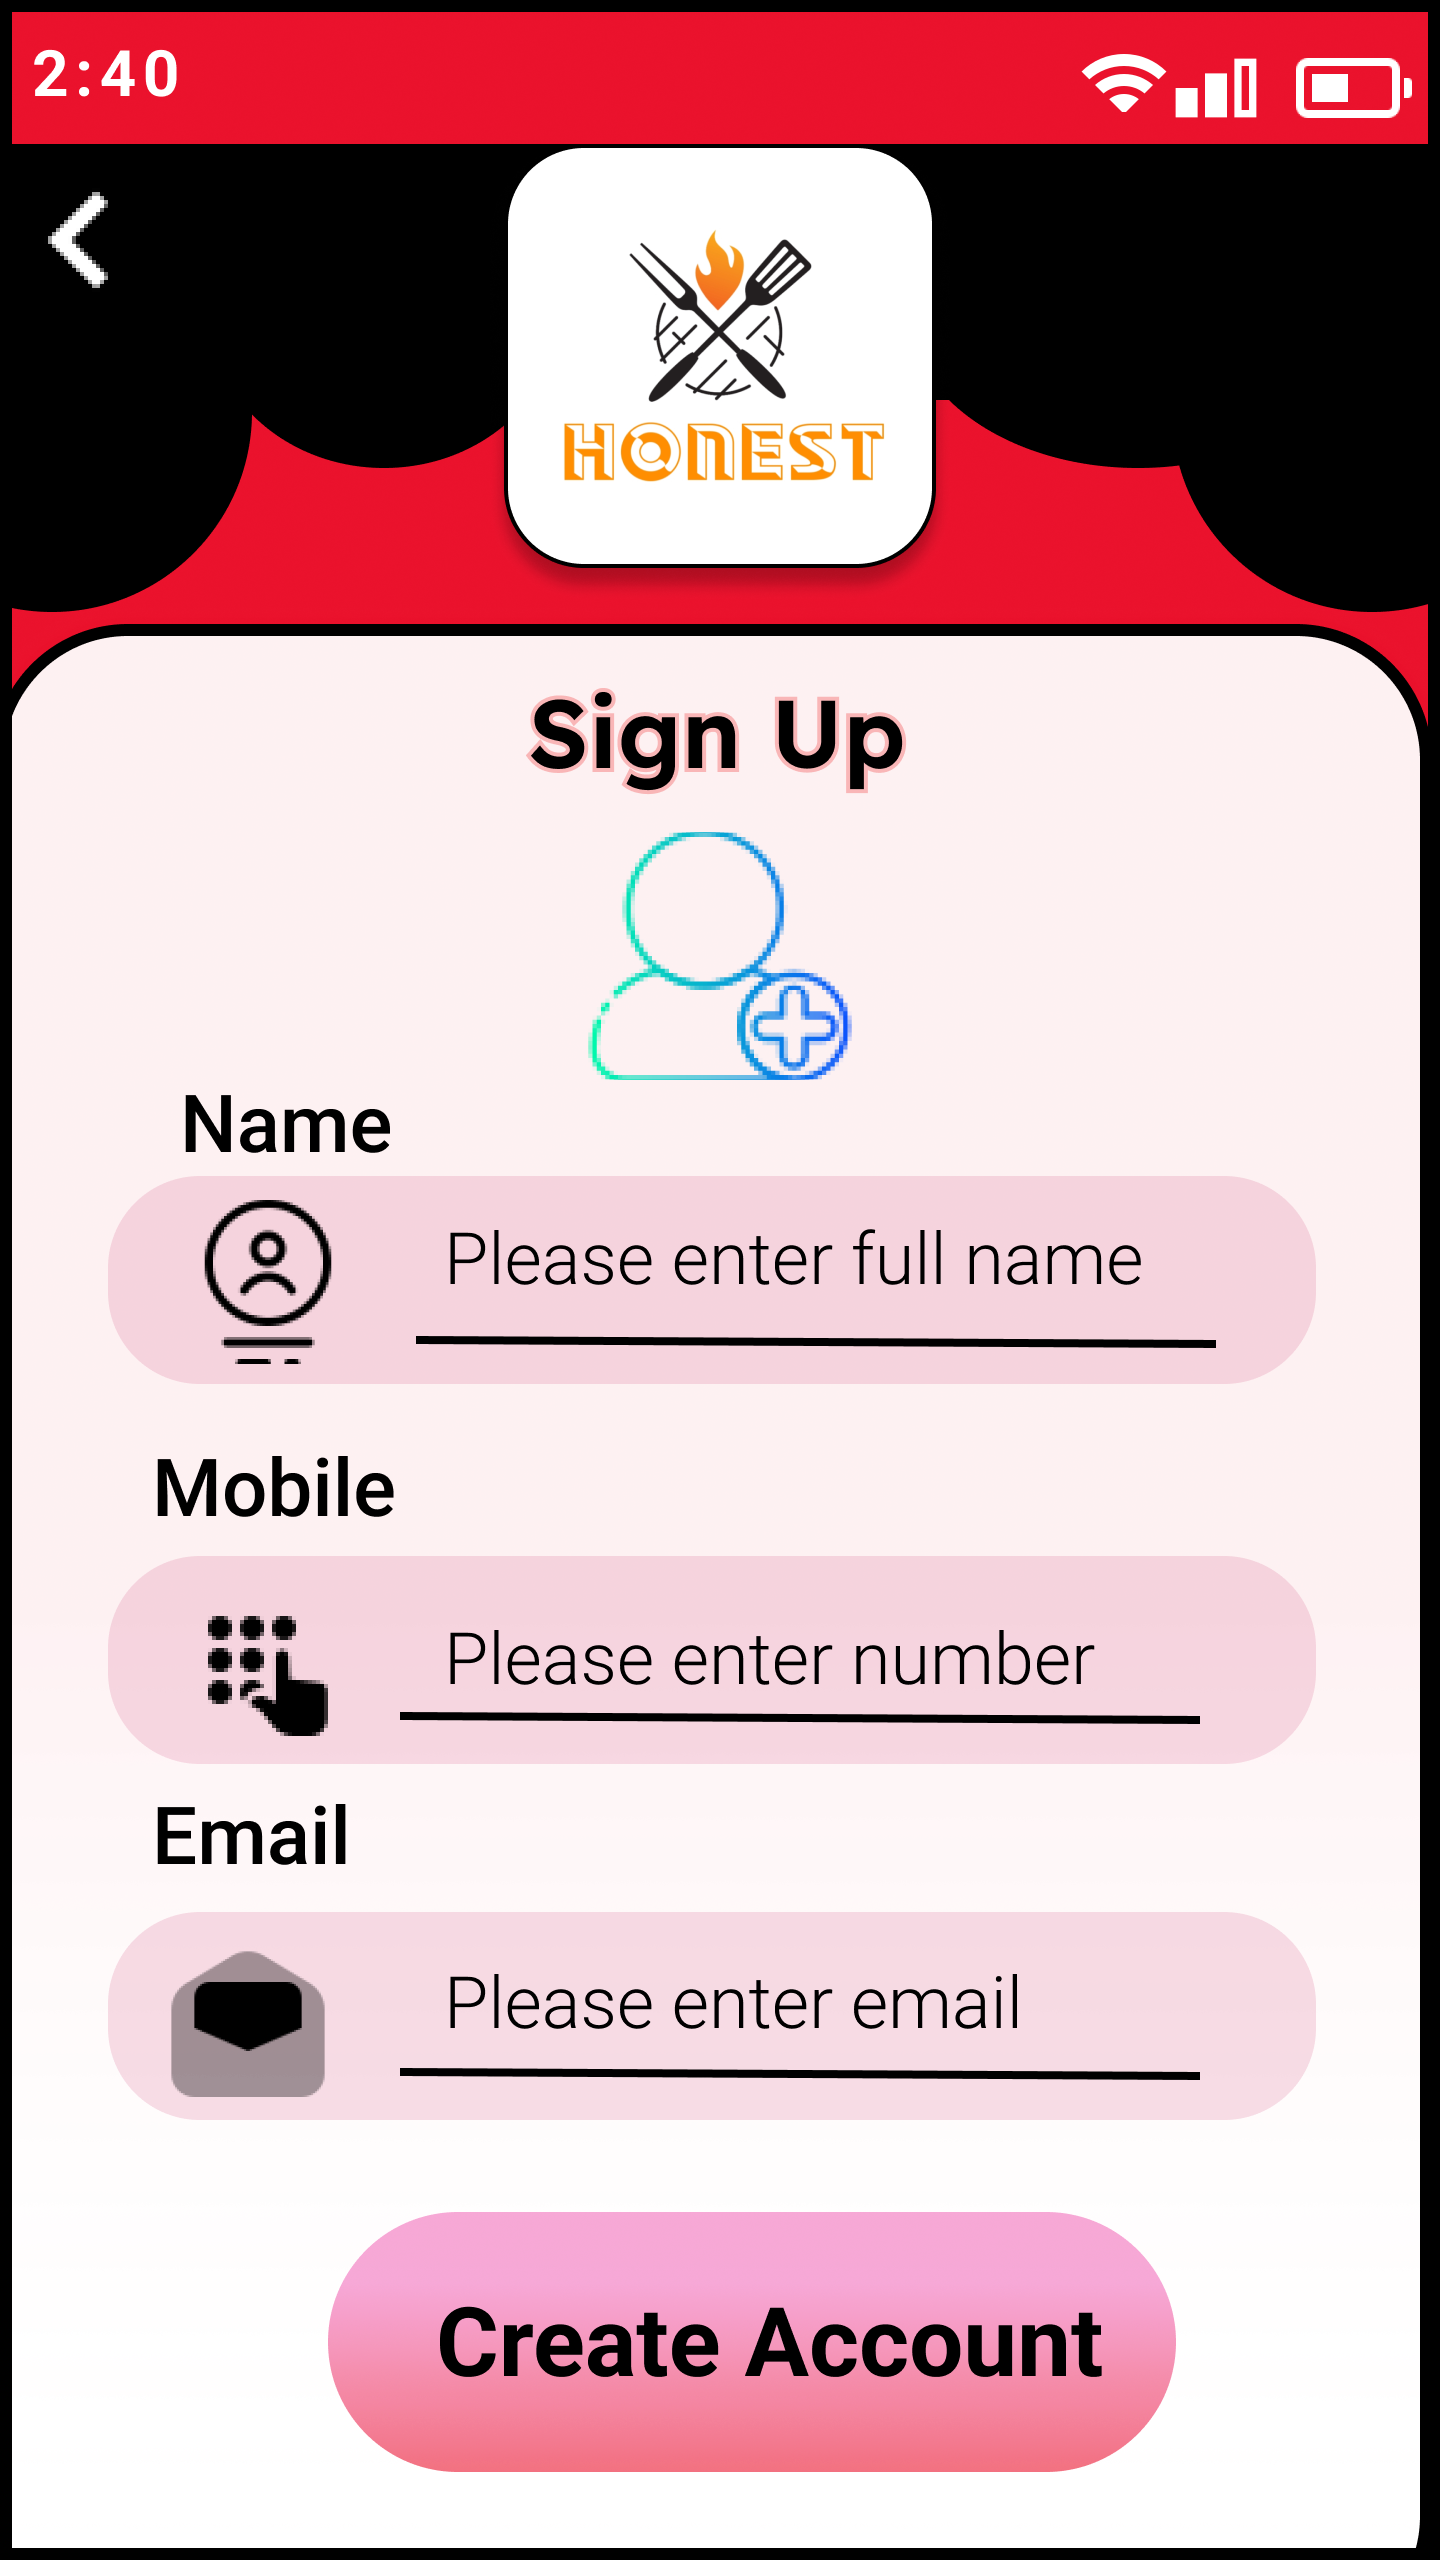 2:40
HONEST
Sign Up
Name
Please enter full name
Mobile
Please enter number
Email
Please enter email
Create Account